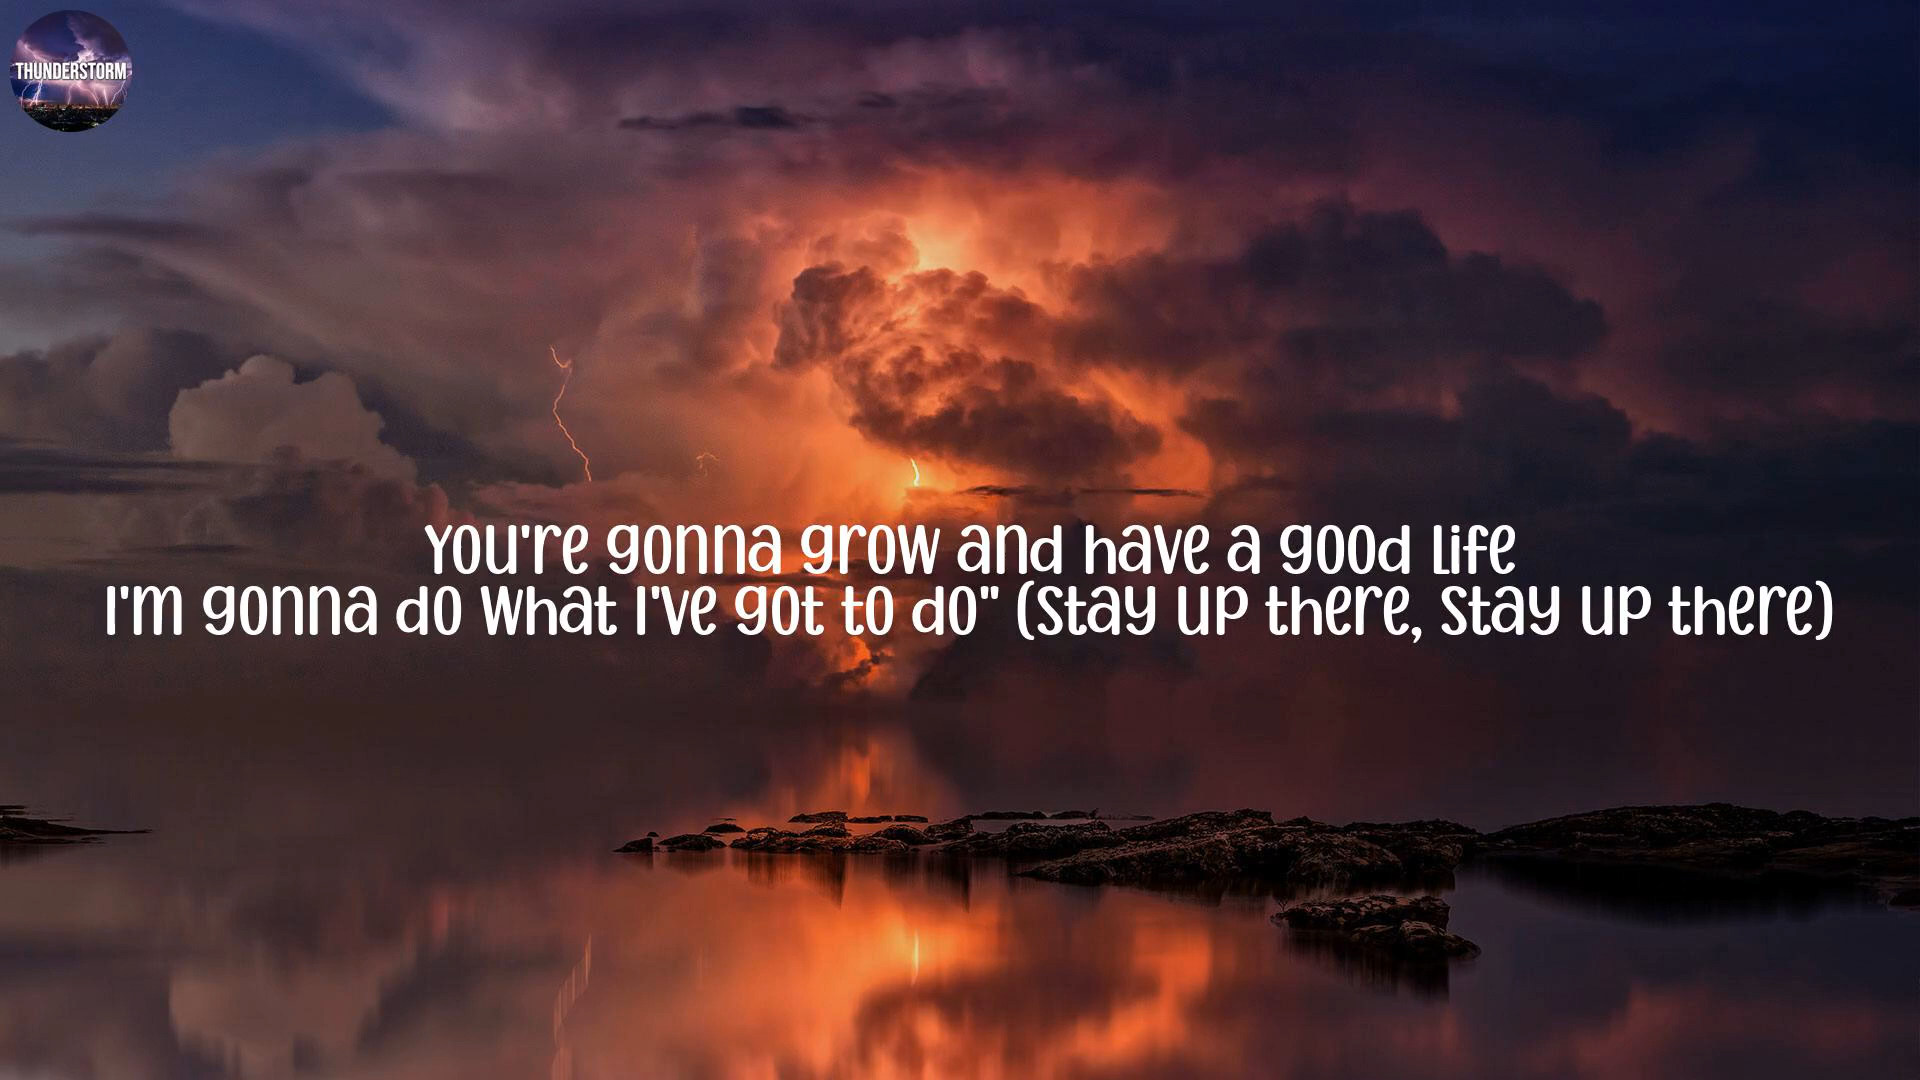 THUNDERSTORM
You're gonna grow and have a good life
I'm gonna do what I've got to do" (stay up there, stay up there)